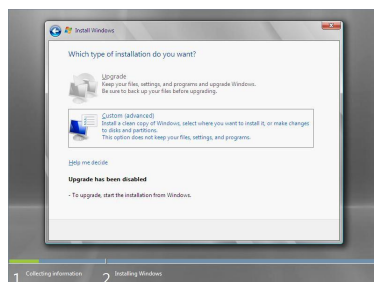 Install Windows
Which type of installation do you want?
Upgrade
Keep your files, settings, and programs and upgrade Windows.
Be sure to back up your files before upgrading.
Custom (advanced)
Install a clean copy of Windows, select where you want to install it, or make changes
to disks and partitions.
This option does not keep your files, settings, and programs.
Help me decide
Upgrade has been disabled
- To upgrade, start the installation from Windows.
1 Collecting information
2 Installing Windows